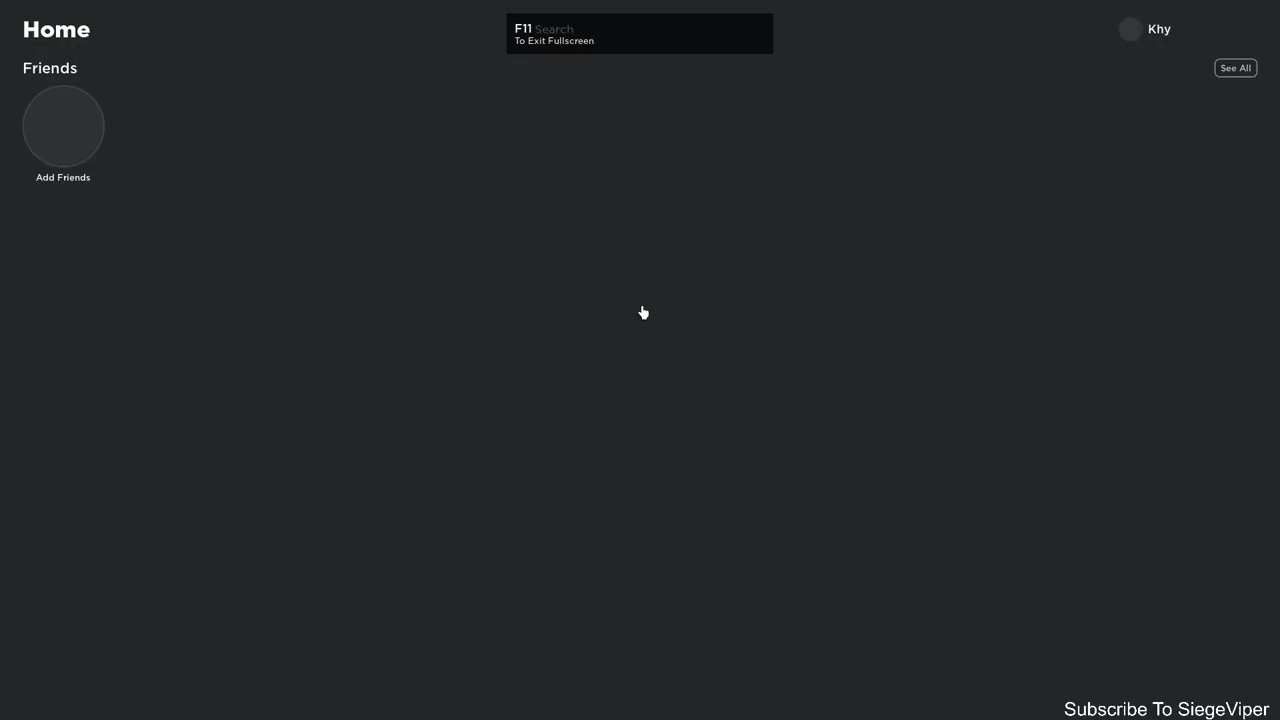 Home
F11 Search
To Exit Fullscreen
Khy
Friends
See All
Add Friends
Subscribe To SiegeViper